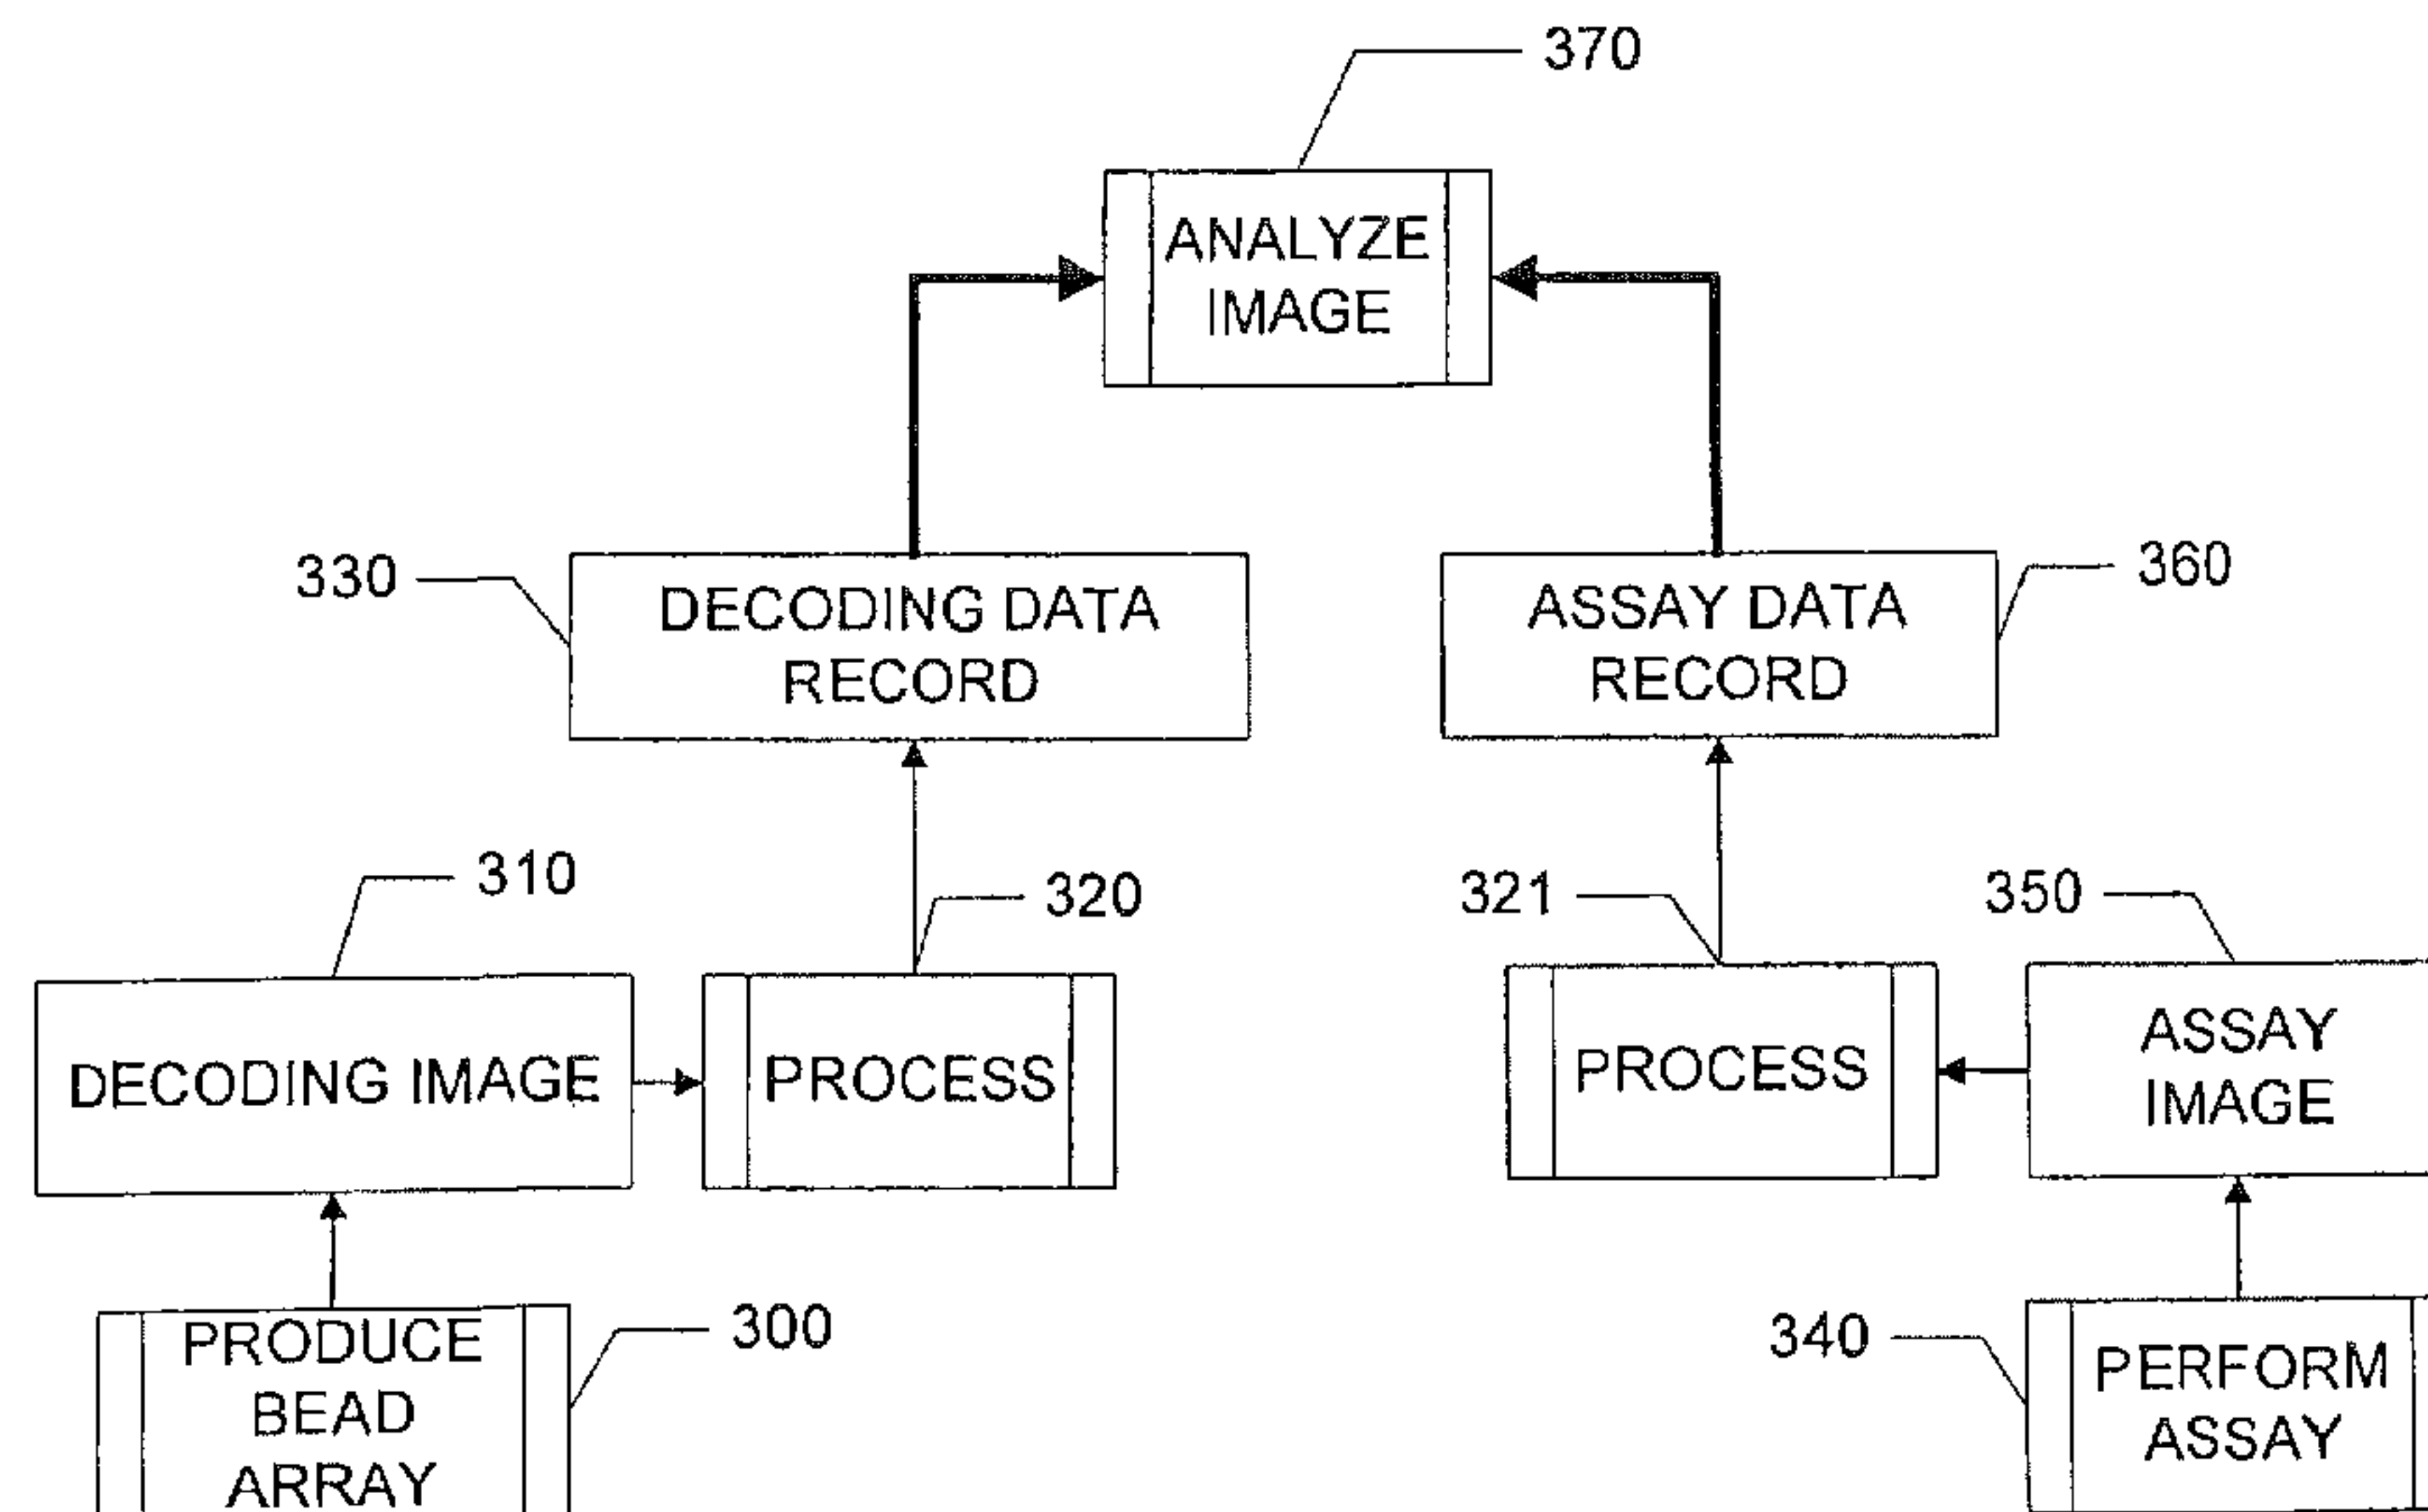 370
ANALYZE
IMAGE
330
DECODING DATA
RECORD
ASSAY DATA
RECORD
360
310
320
321
350
DECODING IMAGE
PROCESS
PROCESS
ASSAY
IMAGE
PRODUCE
BEAD
ARRAY
300
340
PERFORM
ASSAY